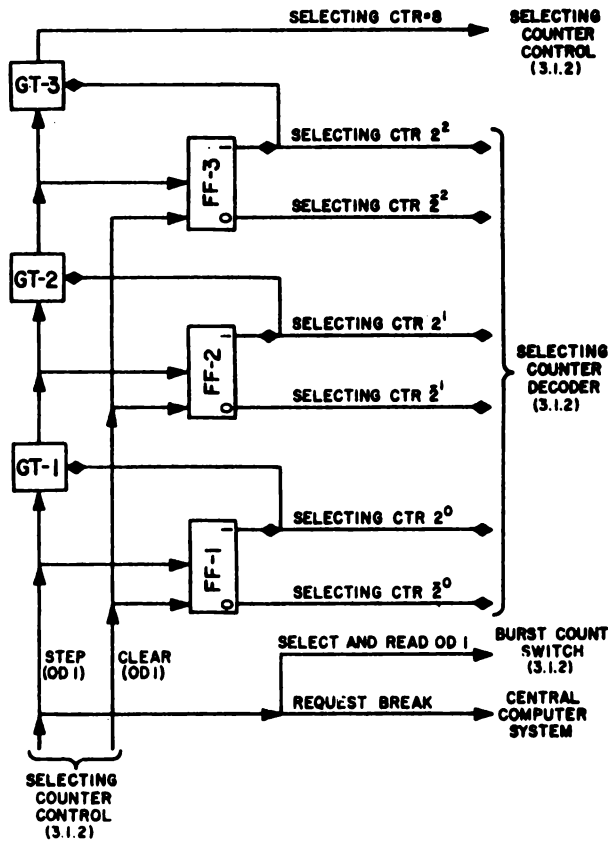 SELECTING CTR=8
SELECTING
COUNTER
CONTROL
(3.1.2)
GT-3
SELECTING CTR 2²
FF-3
1
0
SELECTING CTR 2̄²
GT-2
SELECTING CTR 2¹
FF-2
1
0
SELECTING CTR 2̄¹
SELECTING
COUNTER
DECODER
(3.1.2)
GT-1
SELECTING CTR 2⁰
FF-1
1
0
SELECTING CTR 2̄⁰
STEP
(OD 1)
CLEAR
(OD 1)
SELECT AND READ OD 1
BURST COUNT
SWITCH
(3.1.2)
REQUEST BREAK
CENTRAL
COMPUTER
SYSTEM
SELECTING
COUNTER
CONTROL
(3.1.2)